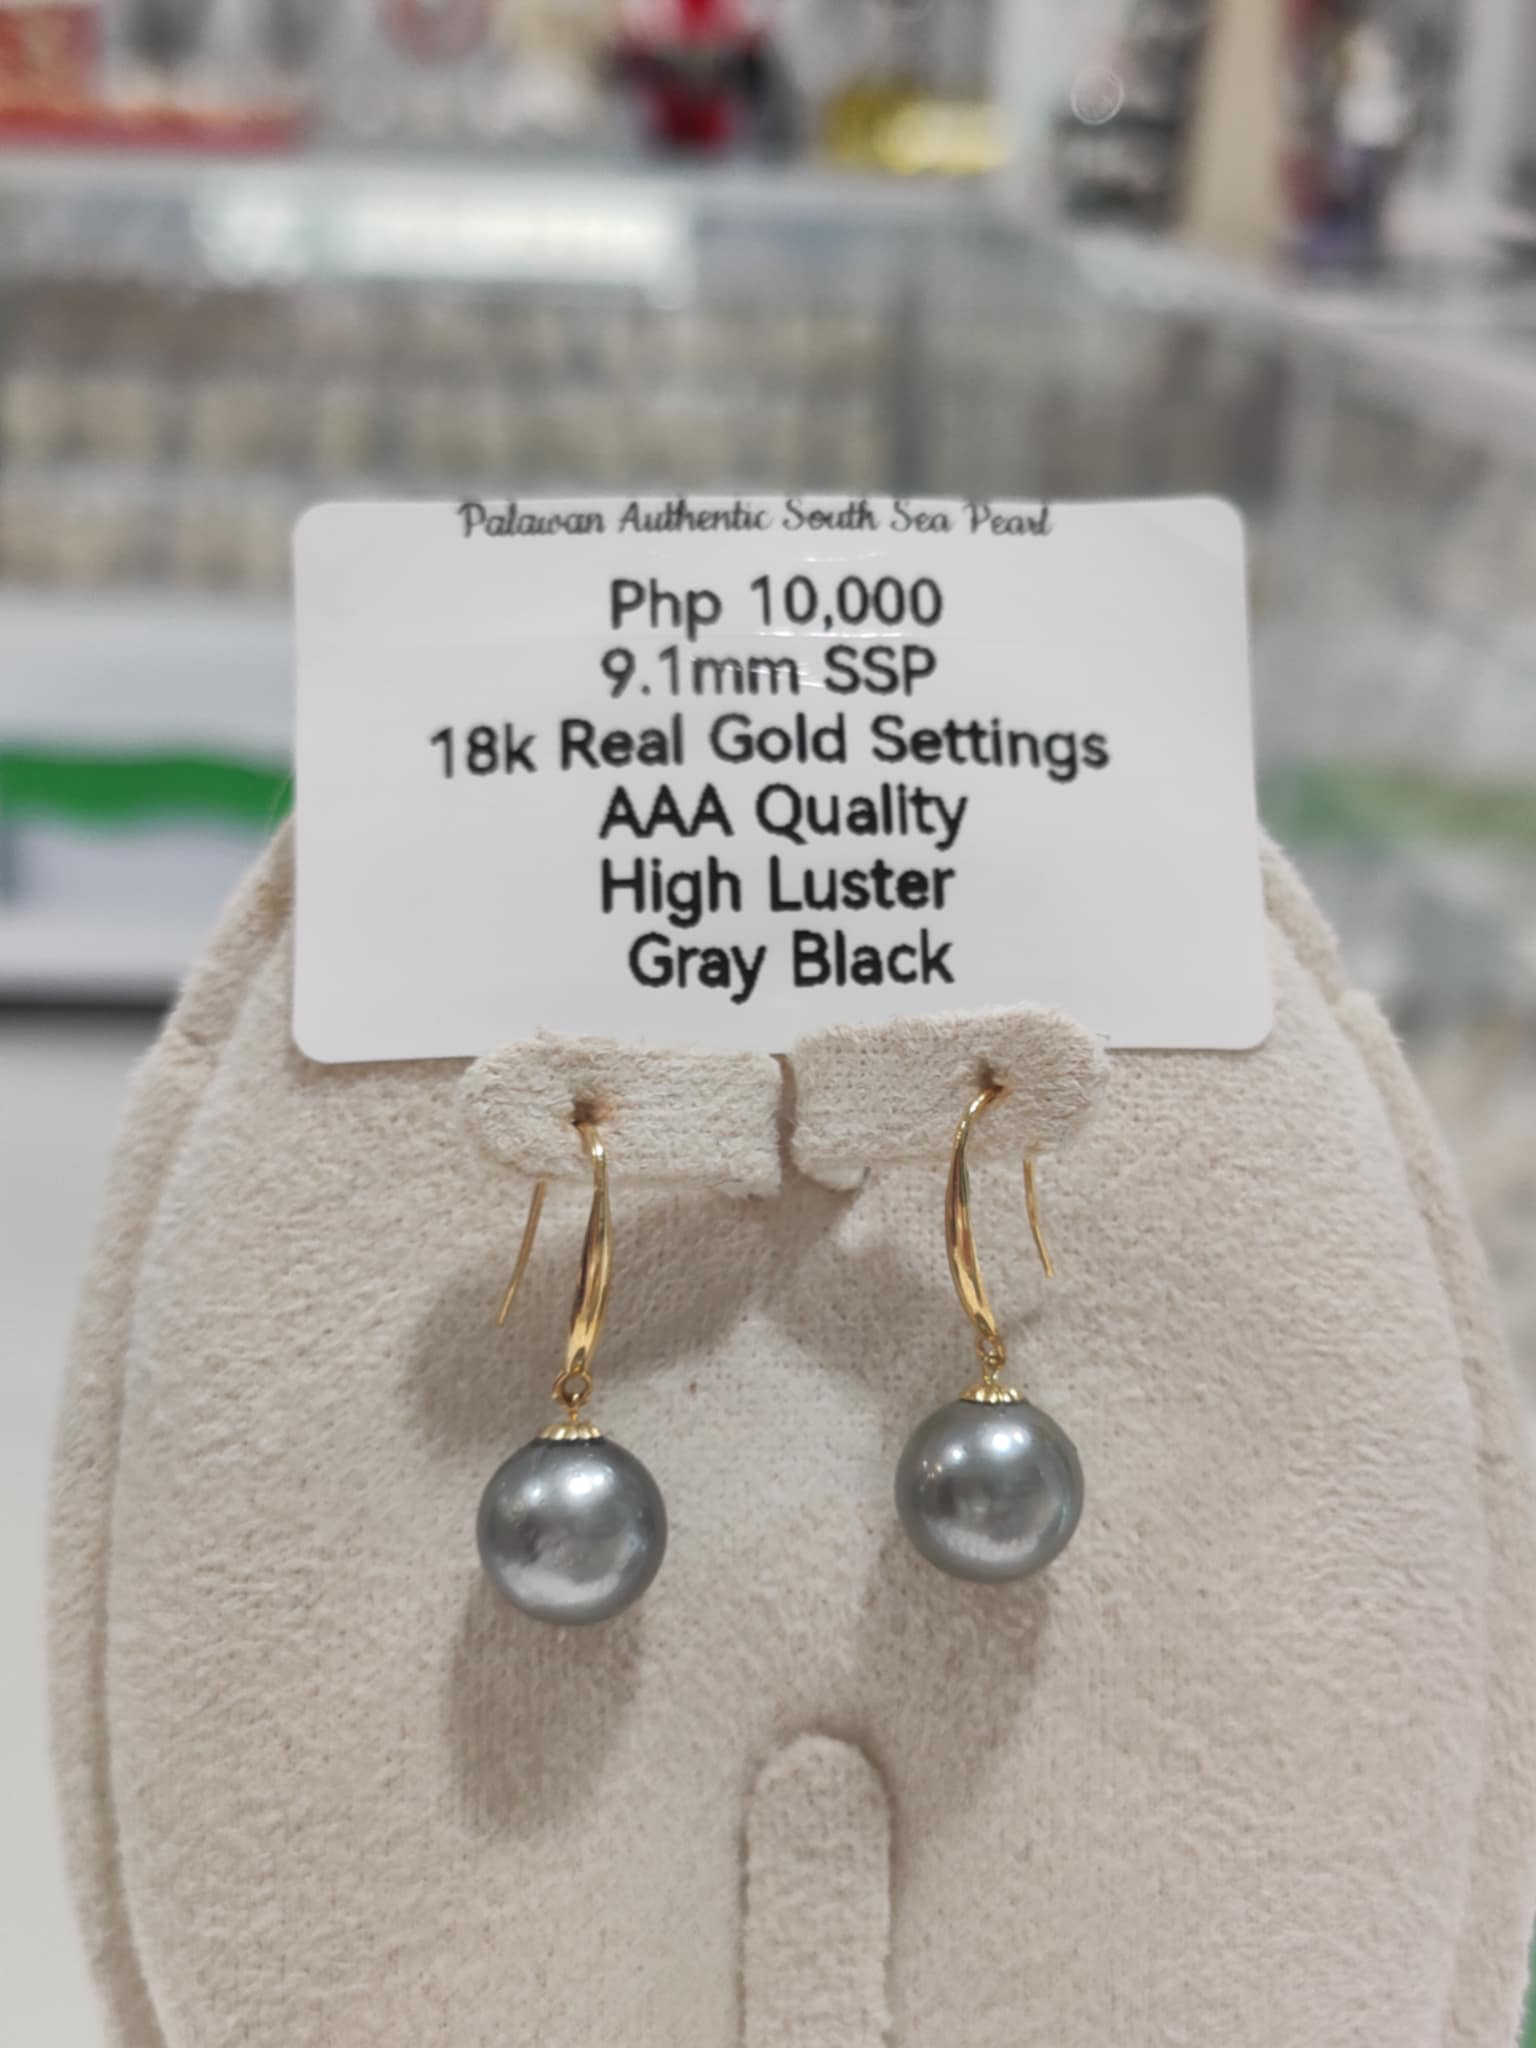 Palawan Authentic South Sea Pearl
Php 10,000
9.1mm SSP
18k Real Gold Settings
AAA Quality
High Luster
Gray Black